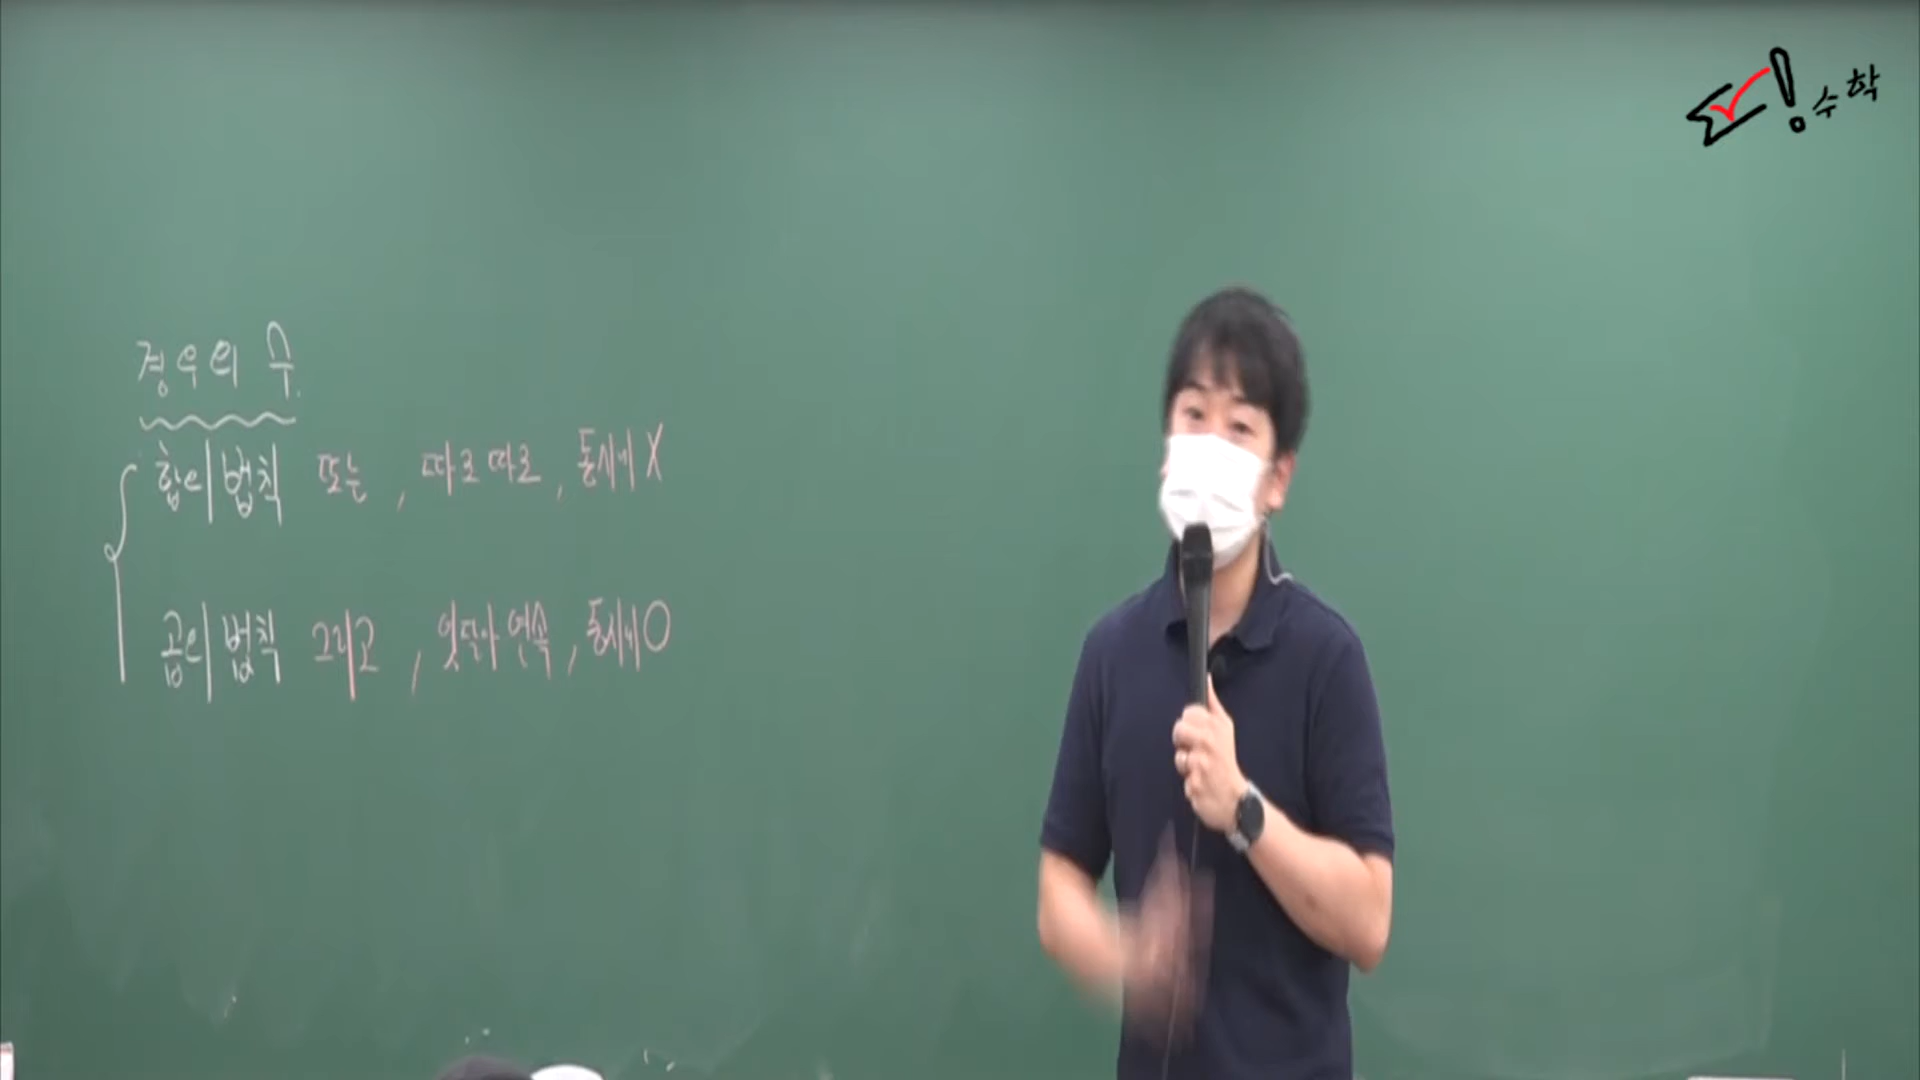 수학
경우의 수.
합의 법칙 또는, 따로따로, 동시에 X
곱의 법칙 그리고, 잇달아 연속, 동시에 O